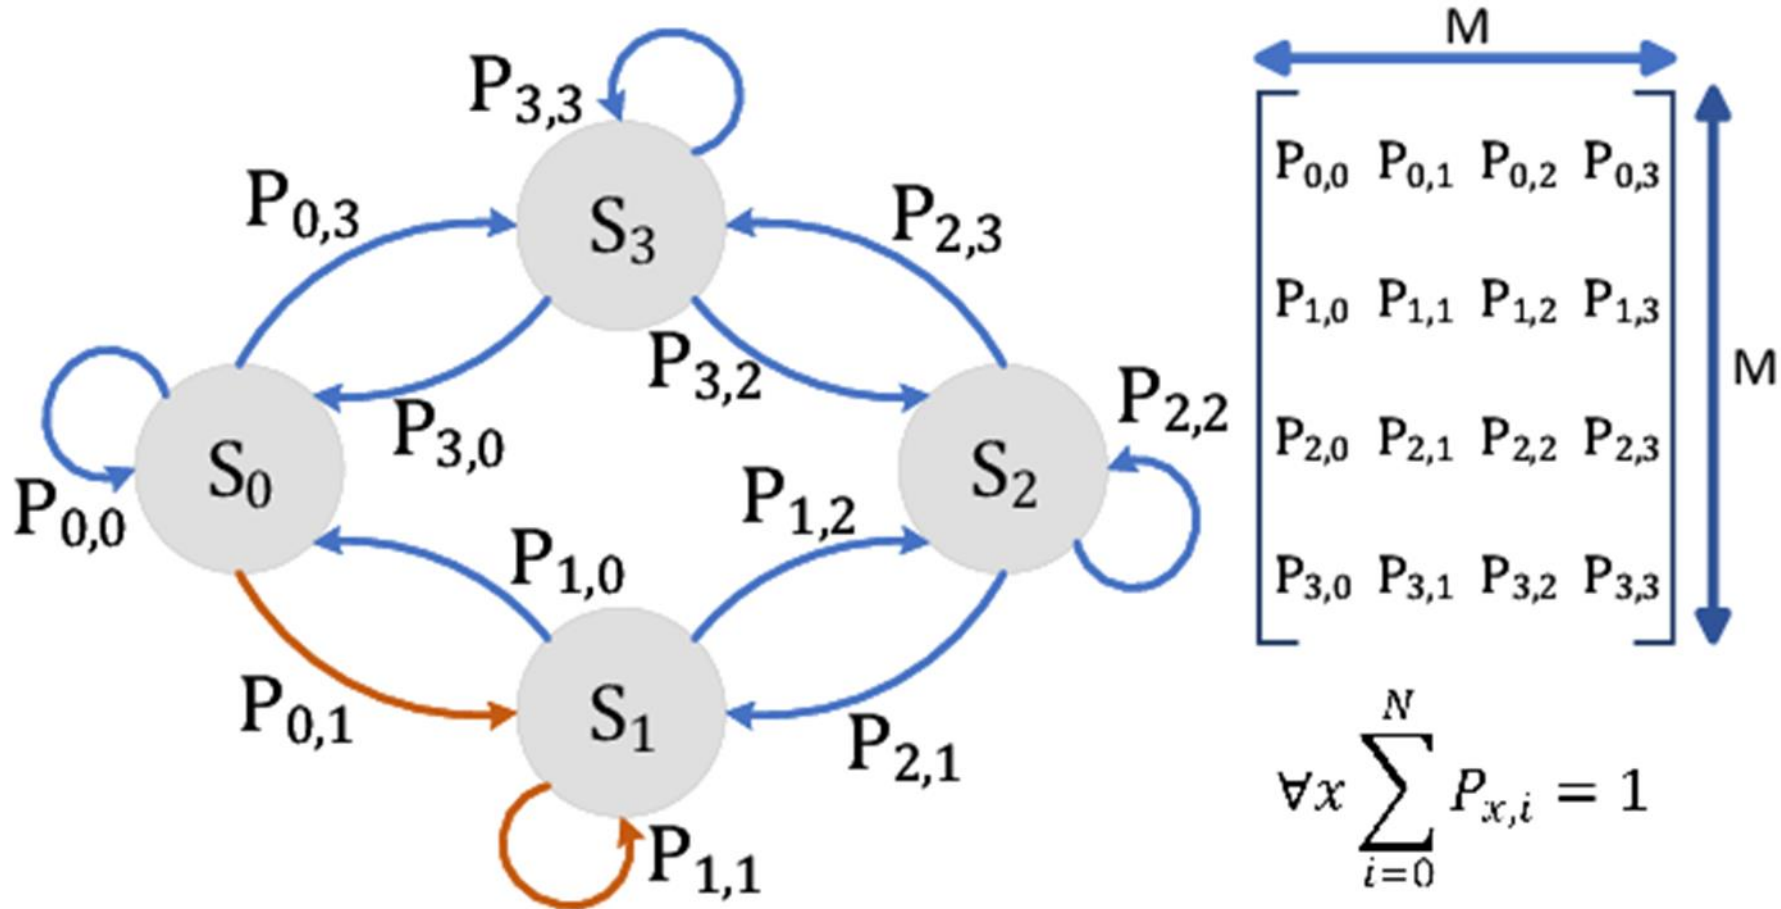 M
P3,3
P0,0 P0,1 P0,2 P0,3
P0,3
S3
P2,3
P1,0 P1,1 P1,2 P1,3
M
P3,2
P2,2
P3,0
P2,0 P2,1 P2,2 P2,3
S0
S2
P0,0
P1,2
P1,0
P3,0 P3,1 P3,2 P3,3
P0,1
S1
P2,1
∀x ∑ i=0 N Px,i = 1
P1,1